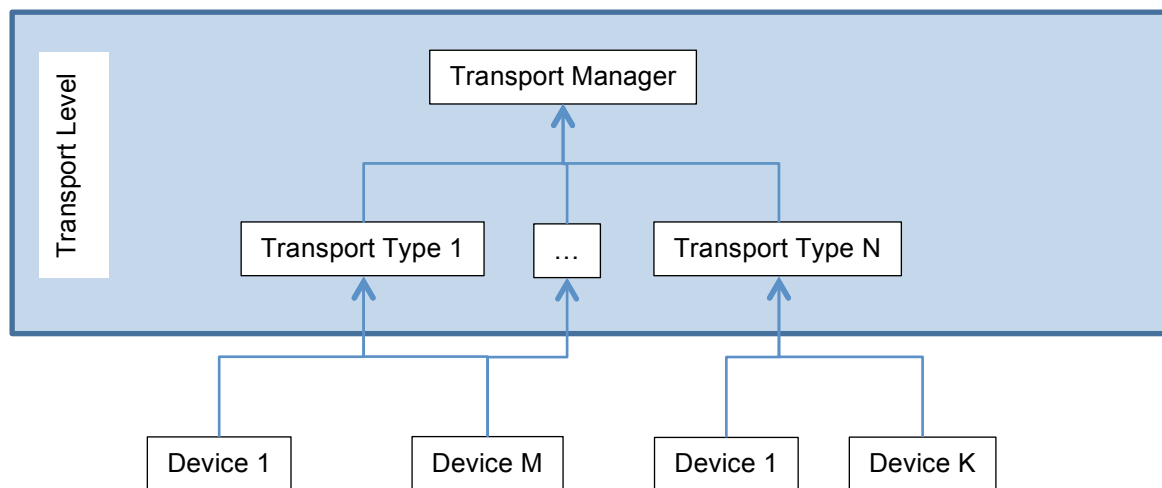 Transport Level
Transport Manager
Transport Type 1
...
Transport Type N
Device 1
Device M
Device 1
Device K